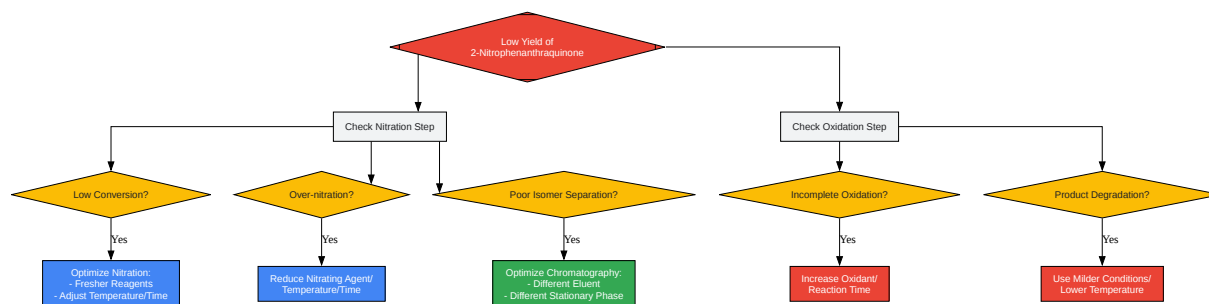 Low Yield of
2-Nitrophenanthraquinone
Check Nitration Step
Check Oxidation Step
Low Conversion?
Over-nitration?
Poor Isomer Separation?
Incomplete Oxidation?
Product Degradation?
Yes
Yes
Yes
Yes
Yes
Optimize Nitration:
- Fresher Reagents
- Adjust Temperature/Time
Reduce Nitrating Agent/
Temperature/Time
Optimize Chromatography:
- Different Eluent
- Different Stationary Phase
Increase Oxidant/
Reaction Time
Use Milder Conditions/
Lower Temperature